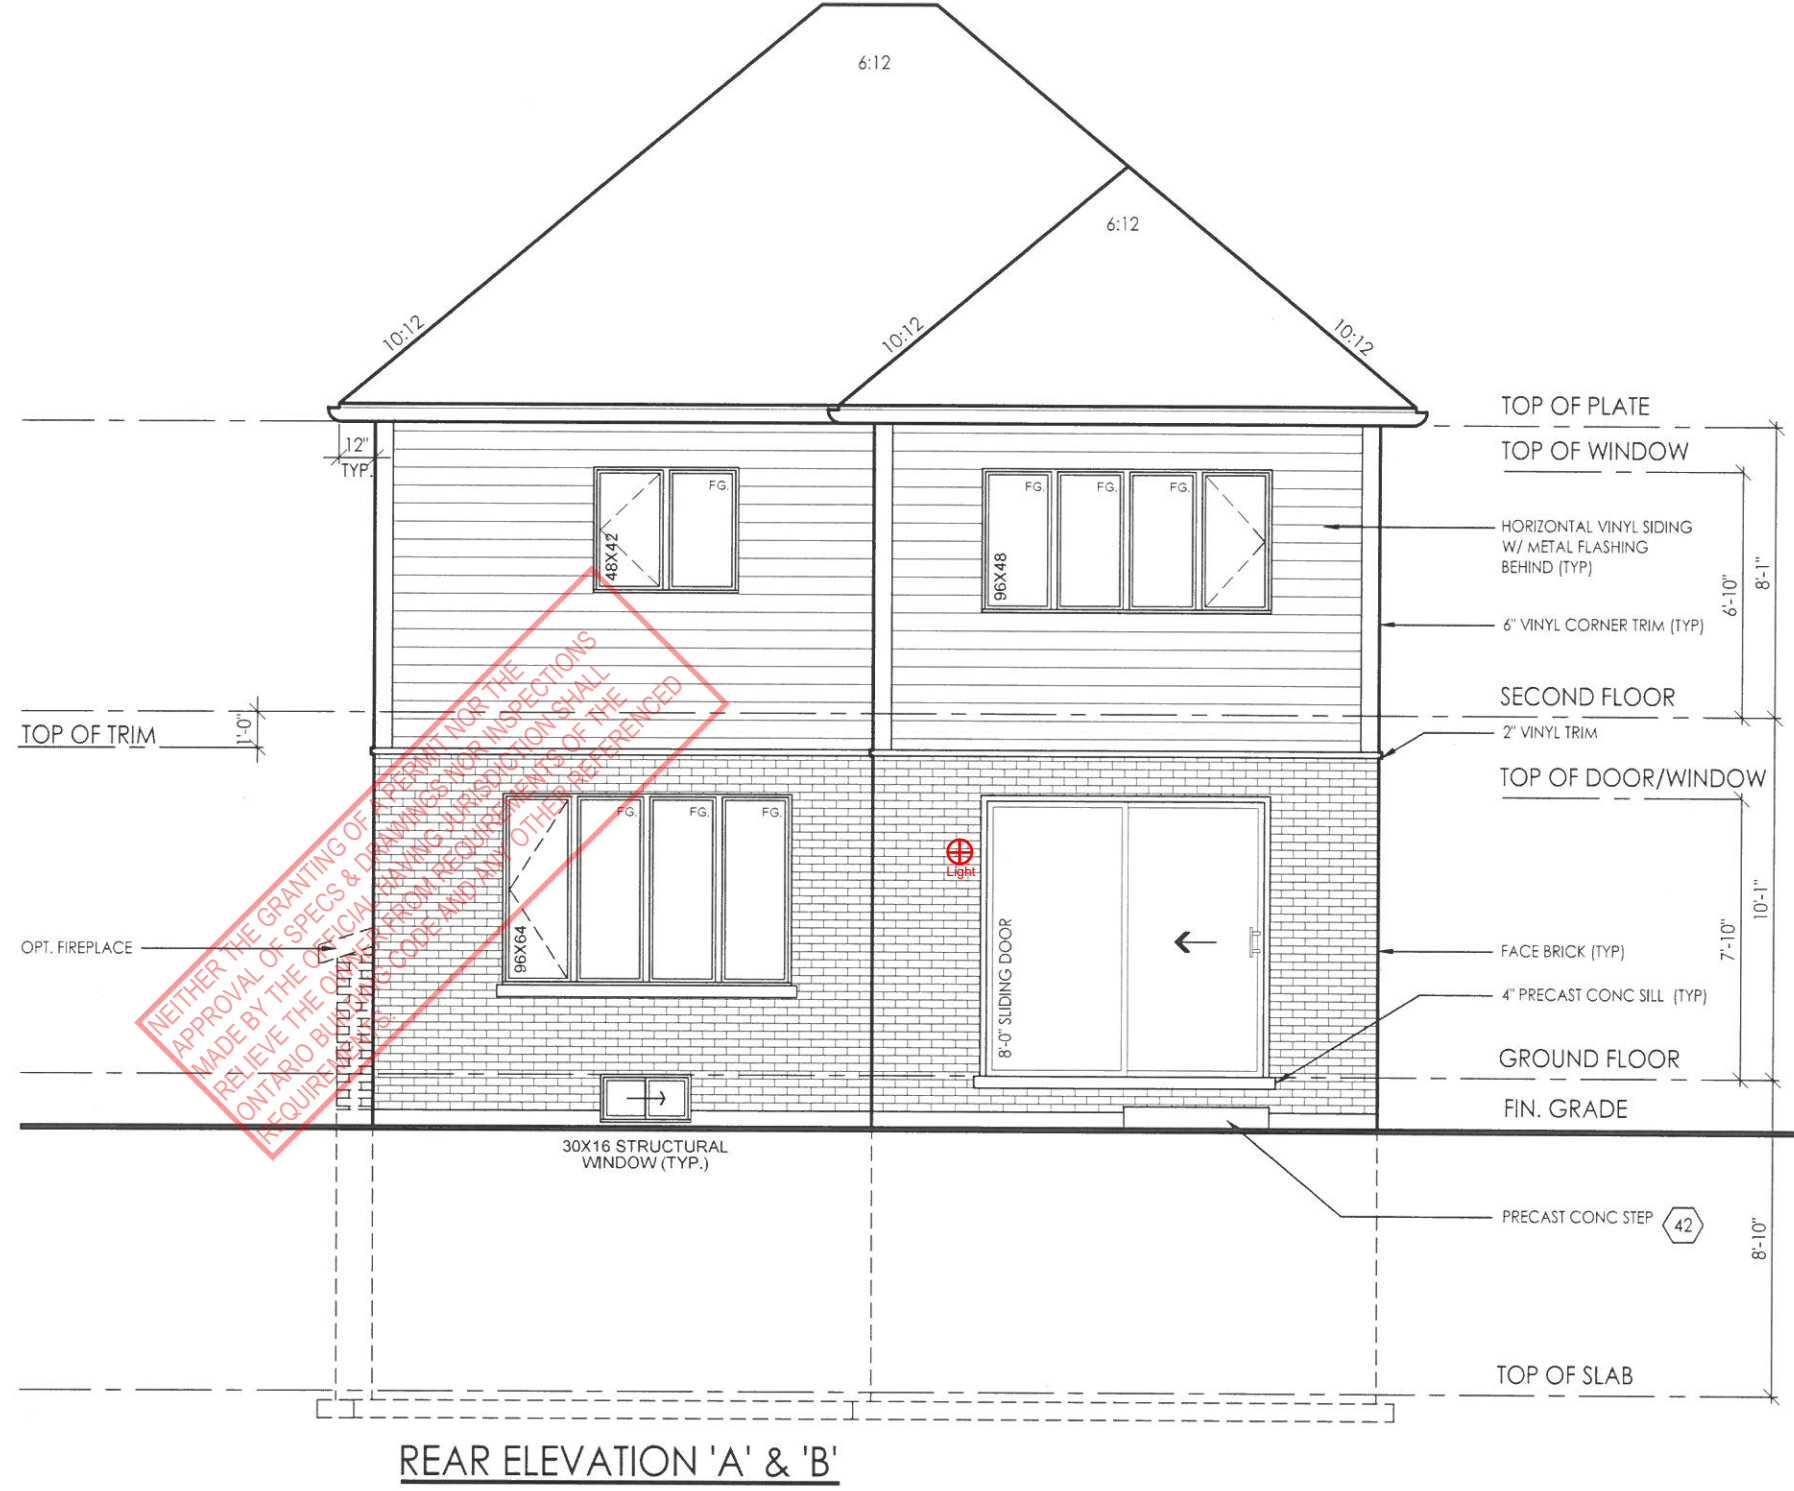 6:12
6:12
10:12
10:12
10:12
TOP OF PLATE
12"
TYP.
TOP OF WINDOW
FG.
FG.
FG.
FG.
48X42
96X48
HORIZONTAL VINYL SIDING
W/ METAL FLASHING
BEHIND (TYP)
6'-10"
8'-1"
6" VINYL CORNER TRIM (TYP)
SECOND FLOOR
1'-0"
TOP OF TRIM
2" VINYL TRIM
TOP OF DOOR/WINDOW
FG.
FG.
FG.
Light
96X64
8'-0" SLIDING DOOR
10'-1"
7'-10"
OPT. FIREPLACE
FACE BRICK (TYP)
4" PRECAST CONC SILL (TYP)
NEITHER THE GRANTING OF A PERMIT NOR THE
APPROVAL OF SPECS & DRAWINGS NOR INSPECTIONS
MADE BY THE OFFICIAL HAVING JURISDICTION SHALL
RELIEVE THE OWNER FROM REQUIREMENTS OF THE
ONTARIO BUILDING CODE AND ANY OTHER REFERENCED
REQUIREMENTS.
GROUND FLOOR
FIN. GRADE
30X16 STRUCTURAL
WINDOW (TYP.)
PRECAST CONC STEP
42
8'-10"
TOP OF SLAB
REAR ELEVATION 'A' & 'B'